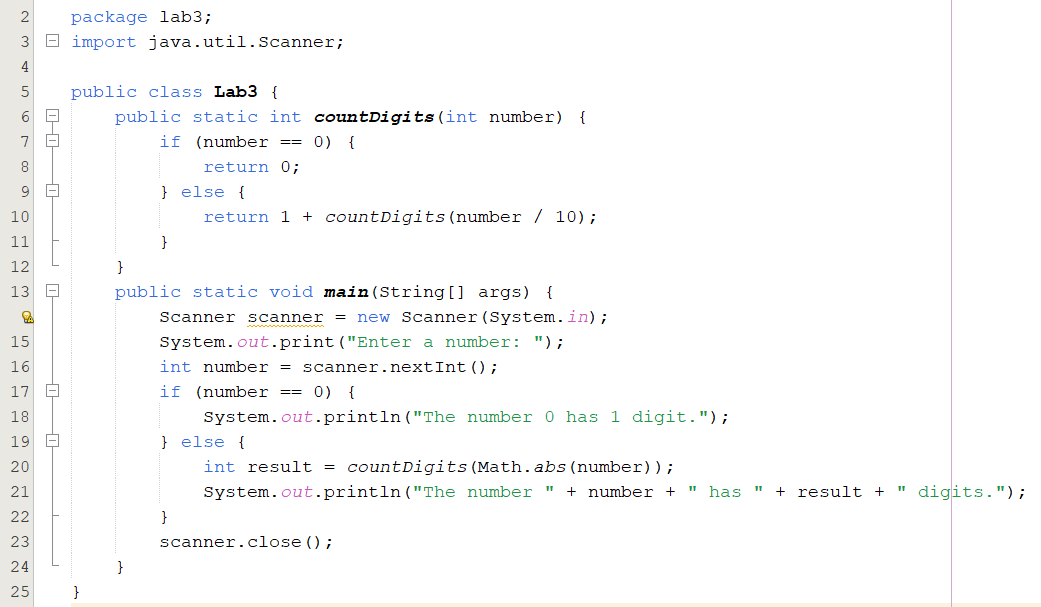 2 package lab3;
3 import java.util.Scanner;
4
5 public class Lab3 {
6     public static int countDigits(int number) {
7         if (number == 0) {
8             return 0;
9         } else {
10             return 1 + countDigits(number / 10);
11         }
12     }
13     public static void main(String[] args) {
        Scanner scanner = new Scanner(System.in);
15         System.out.print("Enter a number: ");
16         int number = scanner.nextInt();
17         if (number == 0) {
18             System.out.println("The number 0 has 1 digit.");
19         } else {
20             int result = countDigits(Math.abs(number));
21             System.out.println("The number " + number + " has " + result + " digits.");
22         }
23         scanner.close();
24     }
25 }